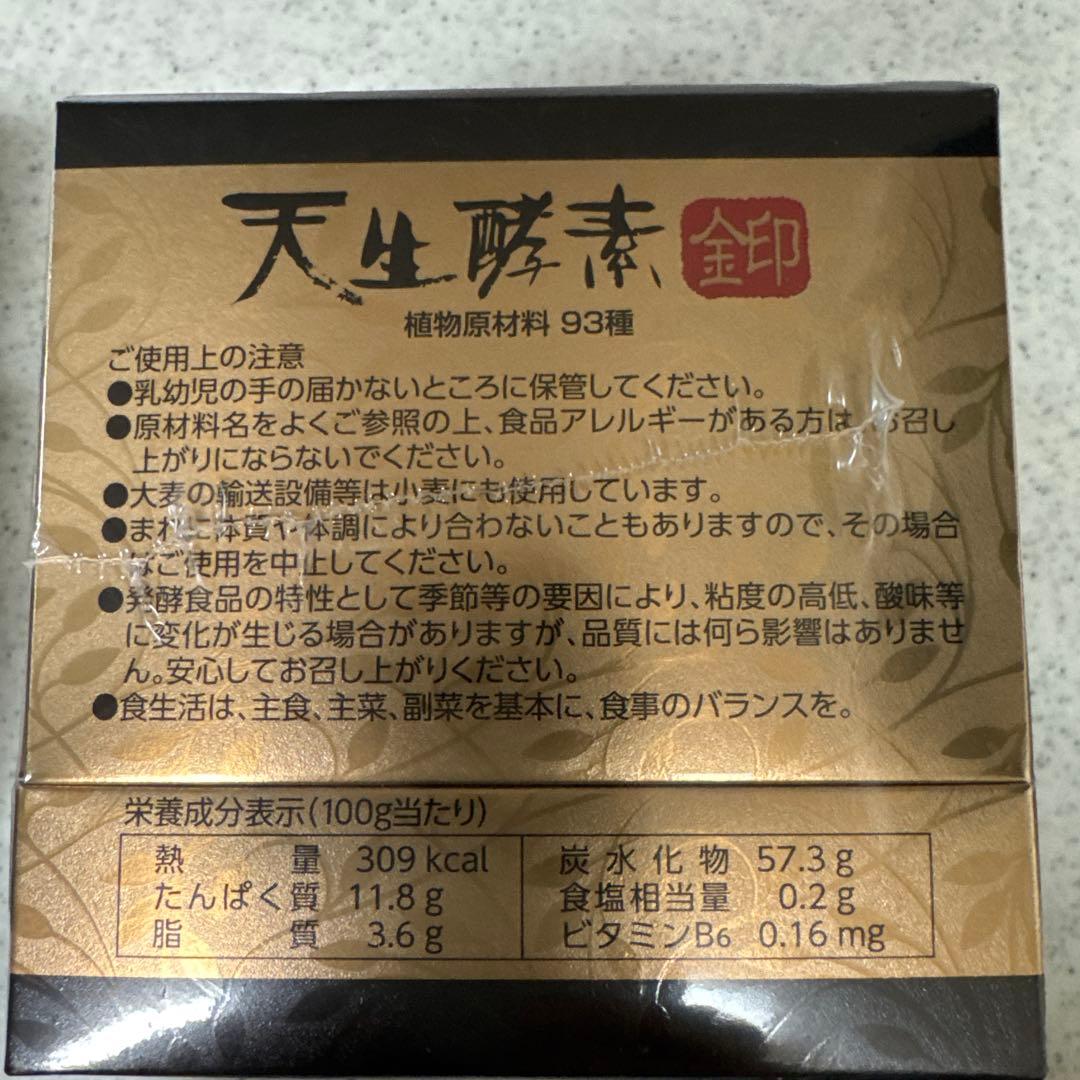 天生酵素 金印
植物原材料 93種
ご使用上の注意
●乳幼児の手の届かないところに保管してください。
●原材料名をよくご参照の上、食品アレルギーがある方は、お召し
上がりにならないでください。
●大麦の輸送設備等は小麦にも使用しています。
●まれに体質や体調により合わないこともありますので、その場合
はご使用を中止してください。
●発酵食品の特性として季節等の要因により、粘度の高低、酸味等
に変化が生じる場合がありますが、品質には何ら影響はありませ
ん。安心してお召し上がりください。
●食生活は、主食、主菜、副菜を基本に、食事のバランスを。
栄養成分表示(100g当たり)
熱量 309 kcal 炭水化物 57.3 g
たんぱく質 11.8 g 食塩相当量 0.2 g
脂質 3.6 g ビタミンB6 0.16 mg